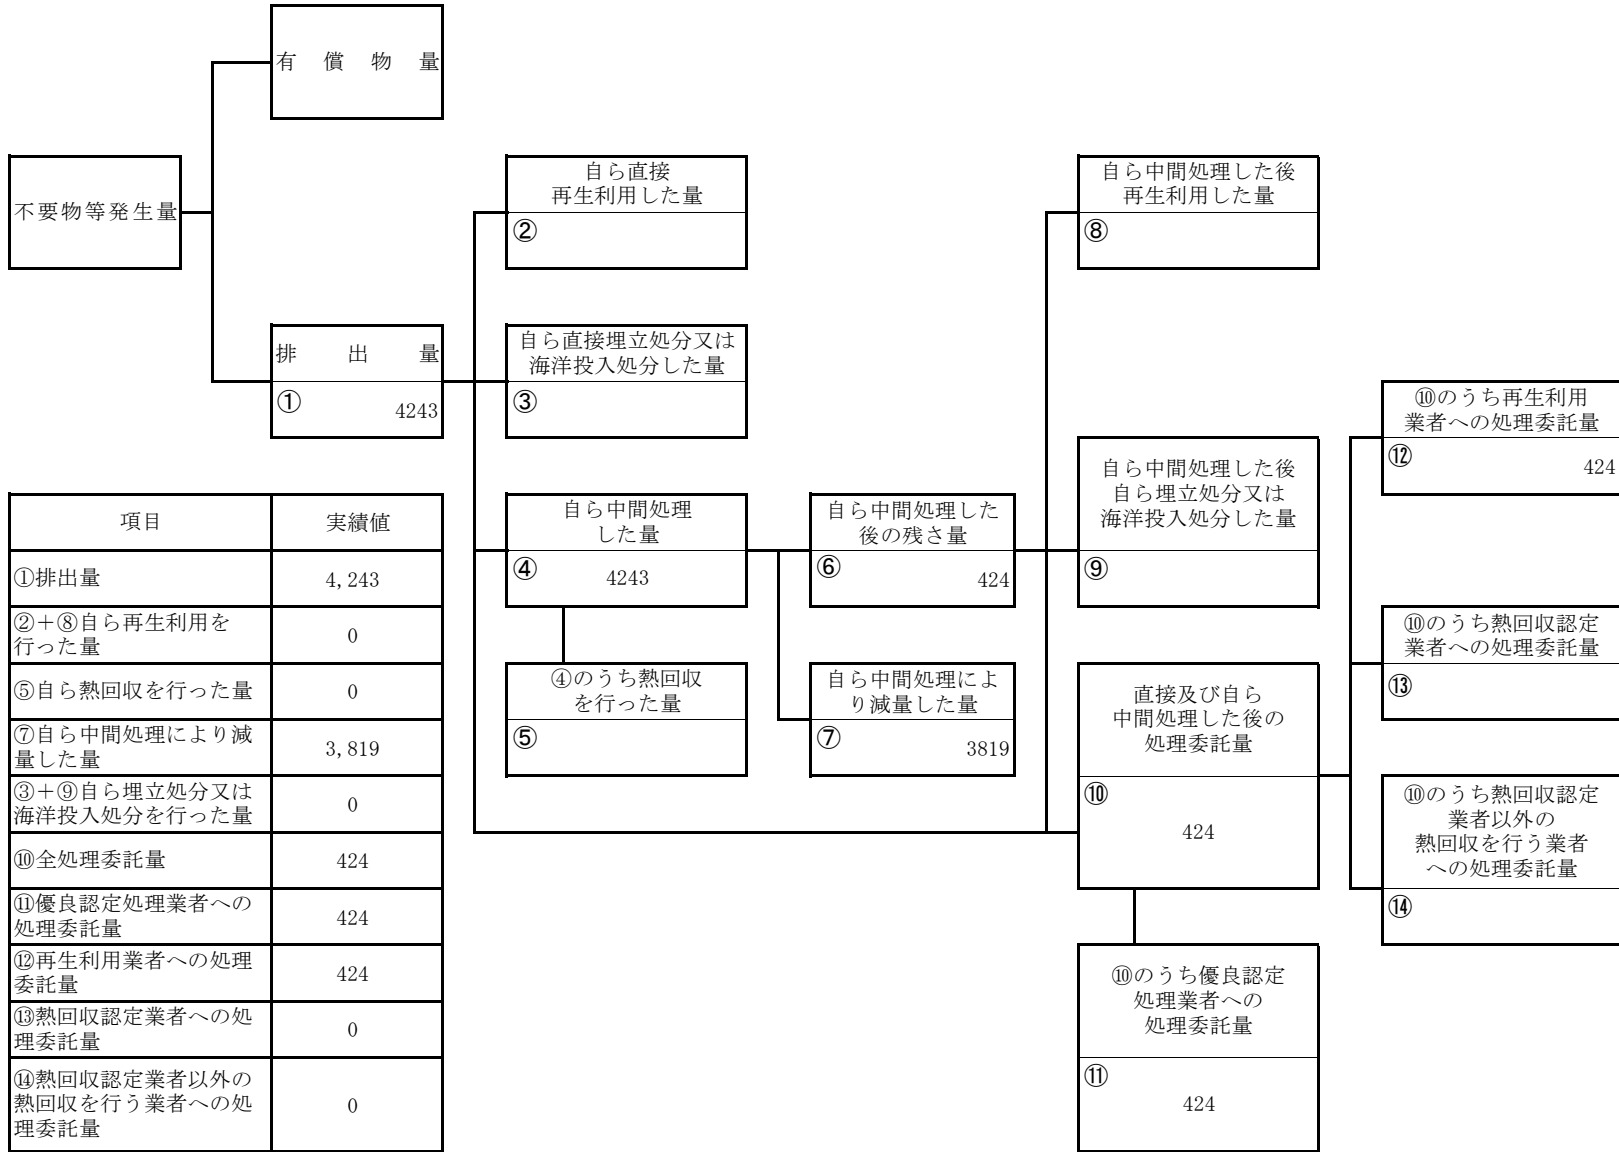 有償物量
不要物等発生量
排出量
①
4243
自ら直接
再生利用した量
②
自ら直接埋立処分又は
海洋投入処分した量
③
自ら中間処理
した量
④
4243
④のうち熱回収
を行った量
⑤
自ら中間処理した
後の残さ量
⑥
424
自ら中間処理によ
り減量した量
⑦
3819
自ら中間処理した後
再生利用した量
⑧
自ら中間処理した後
自ら埋立処分又は
海洋投入処分した量
⑨
直接及び自ら
中間処理した後の
処理委託量
⑩
424
⑩のうち優良認定
処理業者への
処理委託量
⑪
424
⑩のうち再生利用
業者への処理委託量
⑫
424
⑩のうち熱回収認定
業者への処理委託量
⑬
⑩のうち熱回収認定
業者以外の
熱回収を行う業者
への処理委託量
⑭
項目 実績値
①排出量 4,243
②＋⑧自ら再生利用を
行った量 0
⑤自ら熱回収を行った量 0
⑦自ら中間処理により減
量した量 3,819
③＋⑨自ら埋立処分又は
海洋投入処分を行った量 0
⑩全処理委託量 424
⑪優良認定処理業者への
処理委託量 424
⑫再生利用業者への処理
委託量 424
⑬熱回収認定業者への処
理委託量 0
⑭熱回収認定業者以外の
熱回収を行う業者への処
理委託量 0